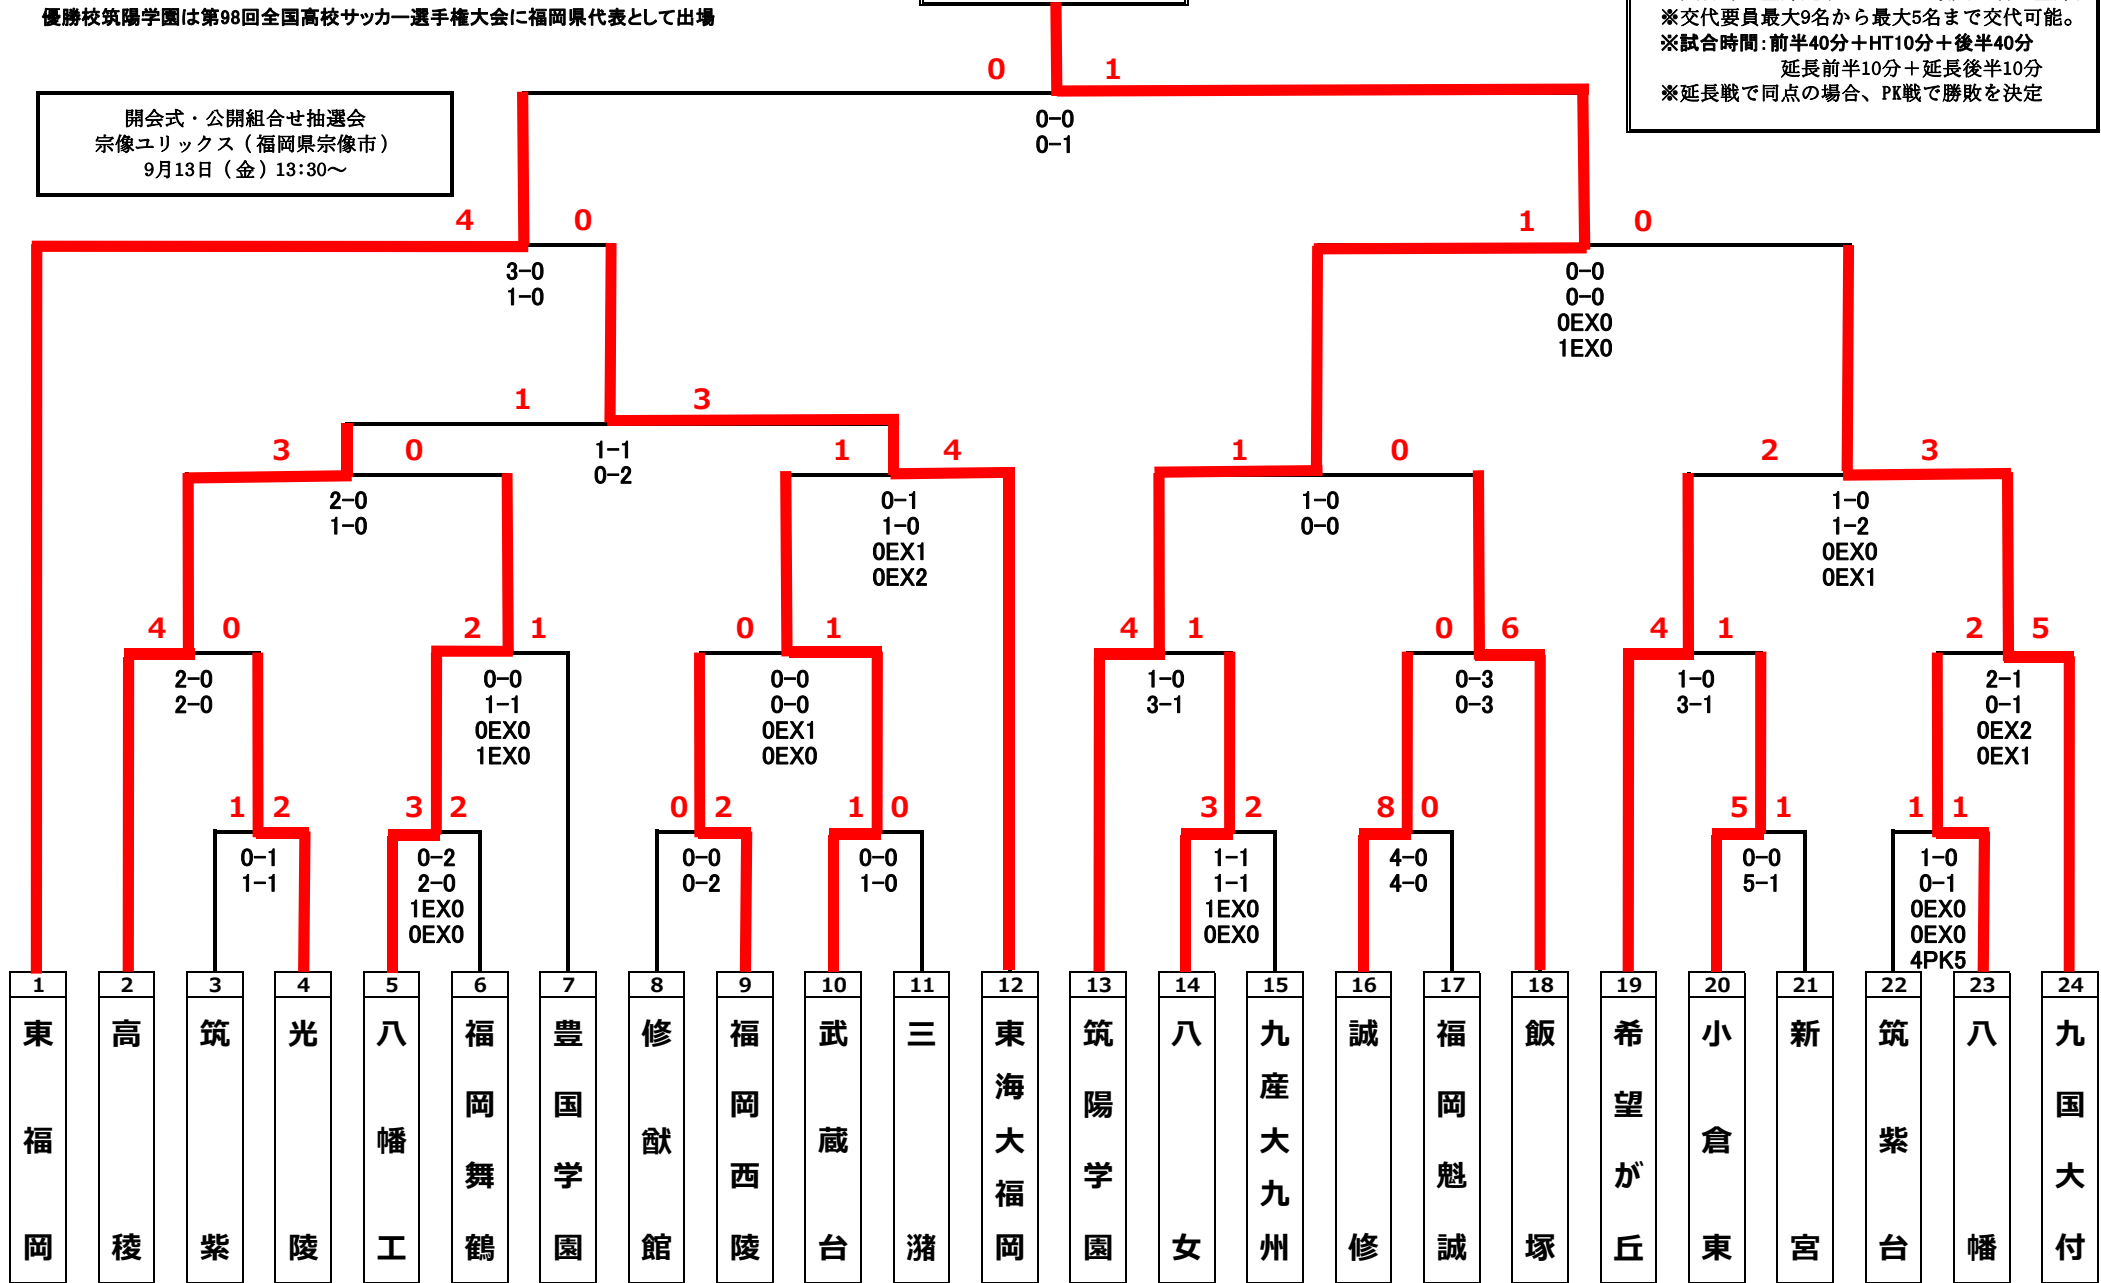 優勝校筑陽学園は第98回全国高校サッカー選手権大会に福岡県代表として出場
※交代要員最大9名から最大5名まで交代可能。
※試合時間：前半40分＋HT10分＋後半40分
延長前半10分＋延長後半10分
※延長戦で同点の場合、PK戦で勝敗を決定
開会式・公開組合せ抽選会
宗像ユリックス（福岡県宗像市）
9月13日（金）13:30～
0 1
0-0
0-1
4 0
3-0
1-0
1 0
0-0
0-0
0EX0
1EX0
1 3
1-1
0-2
3 0
2-0
1-0
1 4
0-1
1-0
0EX1
0EX2
1 0
1-0
0-0
2 3
1-0
1-2
0EX0
0EX1
4 0
2-0
2-0
2 1
0-0
1-1
0EX0
1EX0
0 1
0-0
0-0
0EX1
0EX0
4 1
1-0
3-1
0 6
0-3
0-3
4 1
1-0
3-1
2 5
2-1
0-1
0EX2
0EX1
1 2
0-1
1-1
3 2
0-2
2-0
1EX0
0EX0
0 2
0-0
0-2
1 0
0-0
1-0
3 2
1-1
1-1
1EX0
0EX0
8 0
4-0
4-0
5 1
0-0
5-1
1 1
1-0
0-1
0EX0
0EX0
4PK5
1 東福岡
2 高稜
3 筑紫
4 光陵
5 八幡工
6 福岡舞鶴
7 豊国学園
8 修猷館
9 福岡西陵
10 武蔵台
11 三潴
12 東海大福岡
13 筑陽学園
14 八女
15 九産大九州
16 誠修
17 福岡魁誠
18 飯塚
19 希望が丘
20 小倉東
21 新宮
22 筑紫台
23 八幡
24 九国大付